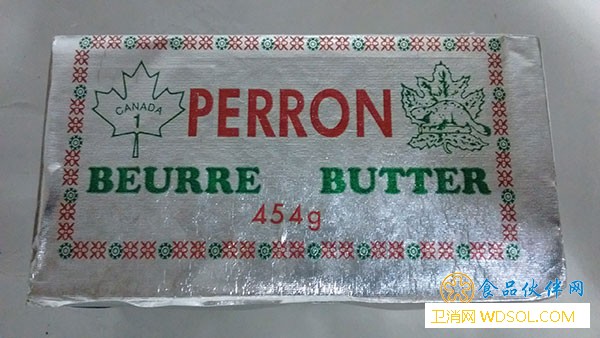 CANADA
1
PERRON
BEURRE BUTTER
454g
食品伙伴网
卫消网 WDSOL.COM